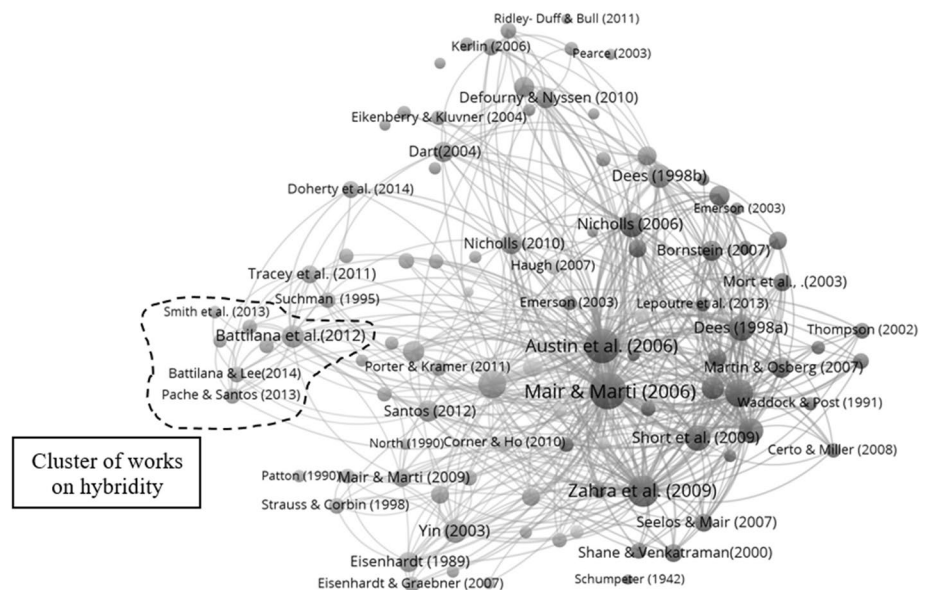 Ridley- Duff & Bull (2011)
Kerlin (2006)
Pearce (2003)
Defourny & Nyssen (2010)
Eikenberry & Kluvner (2004)
Dart(2004)
Dees (1998b)
Doherty et al. (2014)
Emerson (2003)
Nicholls (2006)
Nicholls (2010)
Bornstein (2007)
Haugh (2007)
Tracey et al. (2011)
Mort et al., .(2003)
Suchman (1995)
Emerson (2003)
Lepoutre et al. (2013)
Smith et al. (2013)
Dees (1998a)
Thompson (2002)
Battilana et al.(2012)
Austin et al. (2006)
Porter & Kramer (2011)
Martin & Osberg (2007)
Battilana & Lee(2014)
Pache & Santos (2013)
Mair & Marti (2006)
Waddock & Post (1991)
Santos (2012)
North (1990)
Corner & Ho (2010)
Short et al. (2009)
Certo & Miller (2008)
Cluster of works
on hybridity
Patton (1990)
Mair & Marti (2009)
Zahra et al. (2009)
Strauss & Corbin (1998)
Seelos & Mair (2007)
Yin (2003)
Shane & Venkatraman(2000)
Eisenhardt (1989)
Schumpeter (1942)
Eisenhardt & Graebner (2007)